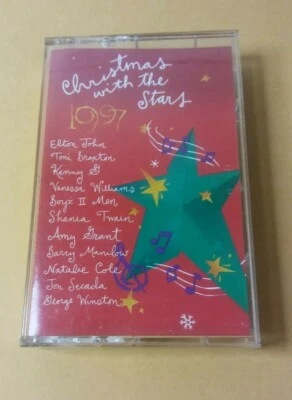 Christmas
with the
Stars
1997
Elton John
Toni Braxton
Kenny G
Vanessa Williams
Boyz II Men
Shania Twain
Amy Grant
Barry Manilow
Natalie Cole
Jon Secada
George Winston